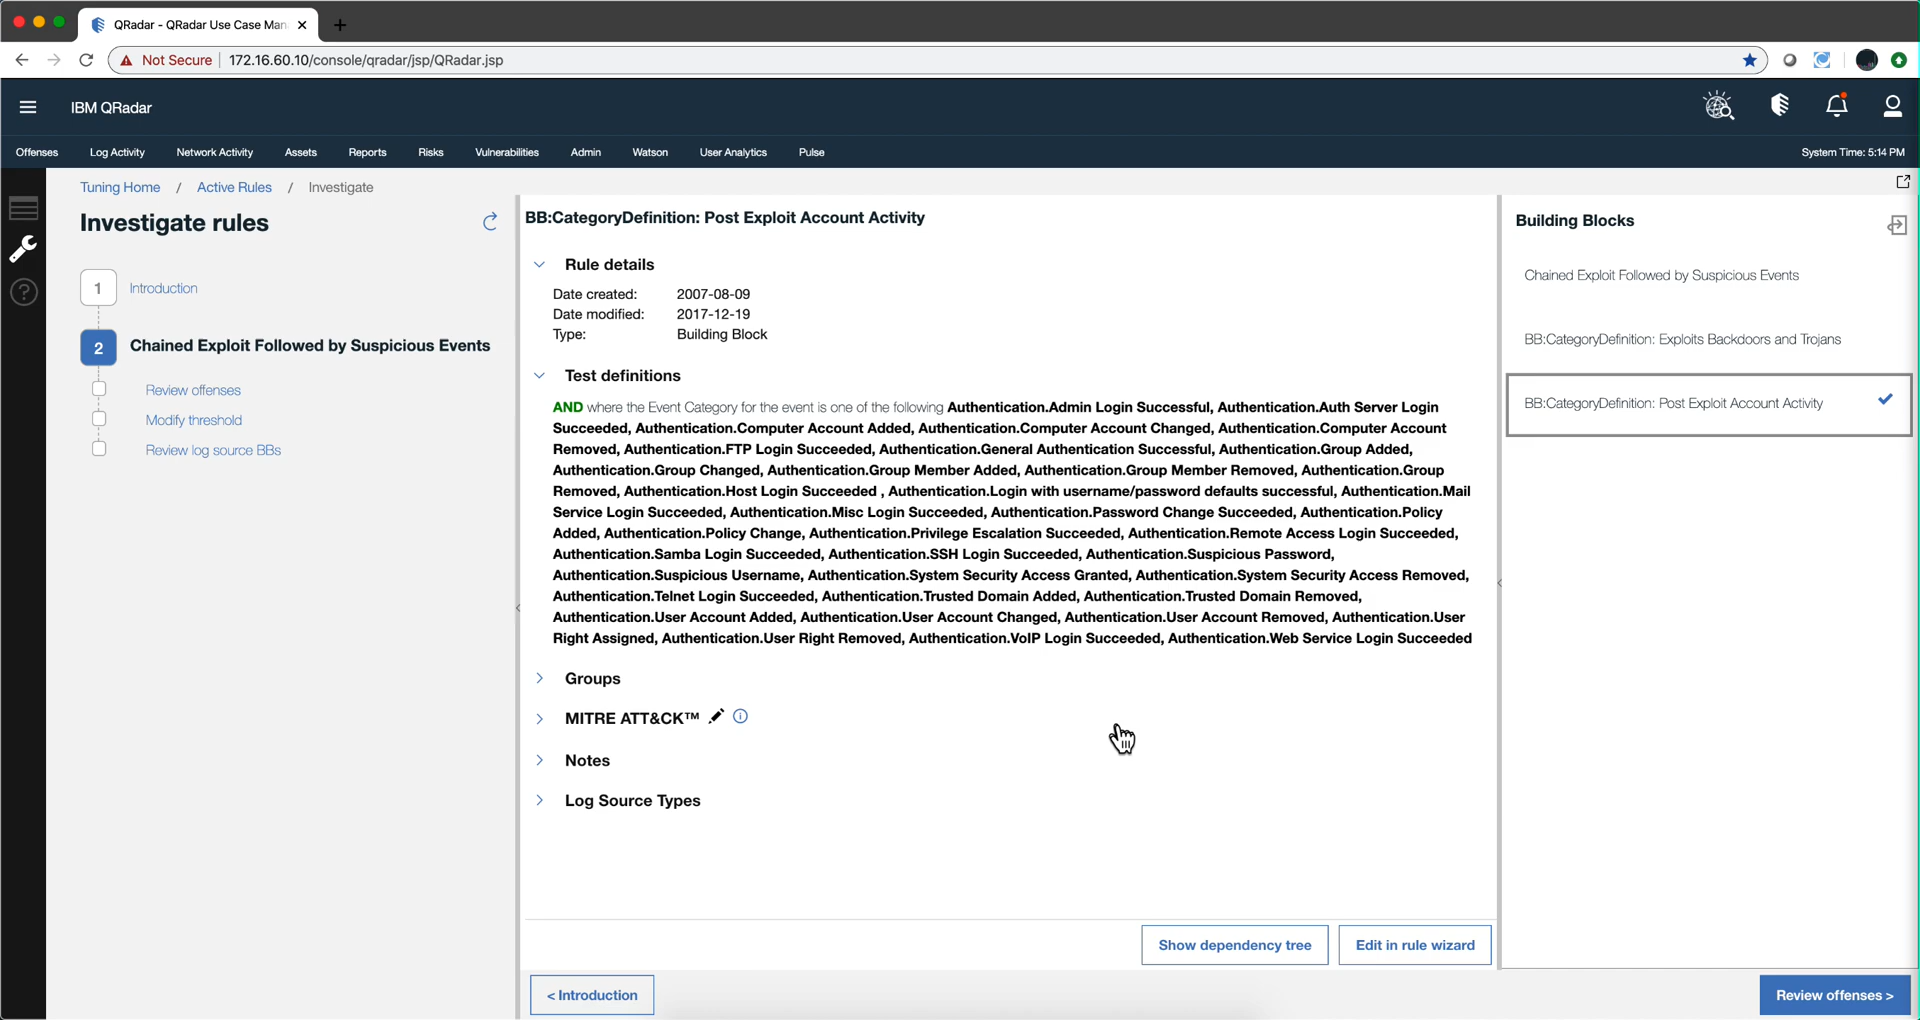 QRadar - QRadar Use Case Man
Not Secure | 172.16.60.10/console/qradar/jsp/QRadar.jsp
IBM QRadar
Offenses Log Activity Network Activity Assets Reports Risks Vulnerabilities Admin Watson User Analytics Pulse System Time: 5:14 PM
Tuning Home / Active Rules / Investigate
Investigate rules
1 Introduction
2 Chained Exploit Followed by Suspicious Events
Review offenses
Modify threshold
Review log source BBs
BB:CategoryDefinition: Post Exploit Account Activity
Rule details
Date created: 2007-08-09
Date modified: 2017-12-19
Type: Building Block
Test definitions
AND where the Event Category for the event is one of the following Authentication.Admin Login Successful, Authentication.Auth Server Login
Succeeded, Authentication.Computer Account Added, Authentication.Computer Account Changed, Authentication.Computer Account
Removed, Authentication.FTP Login Succeeded, Authentication.General Authentication Successful, Authentication.Group Added,
Authentication.Group Changed, Authentication.Group Member Added, Authentication.Group Member Removed, Authentication.Group
Removed, Authentication.Host Login Succeeded , Authentication.Login with username/password defaults successful, Authentication.Mail
Service Login Succeeded, Authentication.Misc Login Succeeded, Authentication.Password Change Succeeded, Authentication.Policy
Added, Authentication.Policy Change, Authentication.Privilege Escalation Succeeded, Authentication.Remote Access Login Succeeded,
Authentication.Samba Login Succeeded, Authentication.SSH Login Succeeded, Authentication.Suspicious Password,
Authentication.Suspicious Username, Authentication.System Security Access Granted, Authentication.System Security Access Removed,
Authentication.Telnet Login Succeeded, Authentication.Trusted Domain Added, Authentication.Trusted Domain Removed,
Authentication.User Account Added, Authentication.User Account Changed, Authentication.User Account Removed, Authentication.User
Right Assigned, Authentication.User Right Removed, Authentication.VoIP Login Succeeded, Authentication.Web Service Login Succeeded
Groups
MITRE ATT&CK™
Notes
Log Source Types
Show dependency tree
Edit in rule wizard
< Introduction
Building Blocks
Chained Exploit Followed by Suspicious Events
BB:CategoryDefinition: Exploits Backdoors and Trojans
BB:CategoryDefinition: Post Exploit Account Activity
Review offenses >